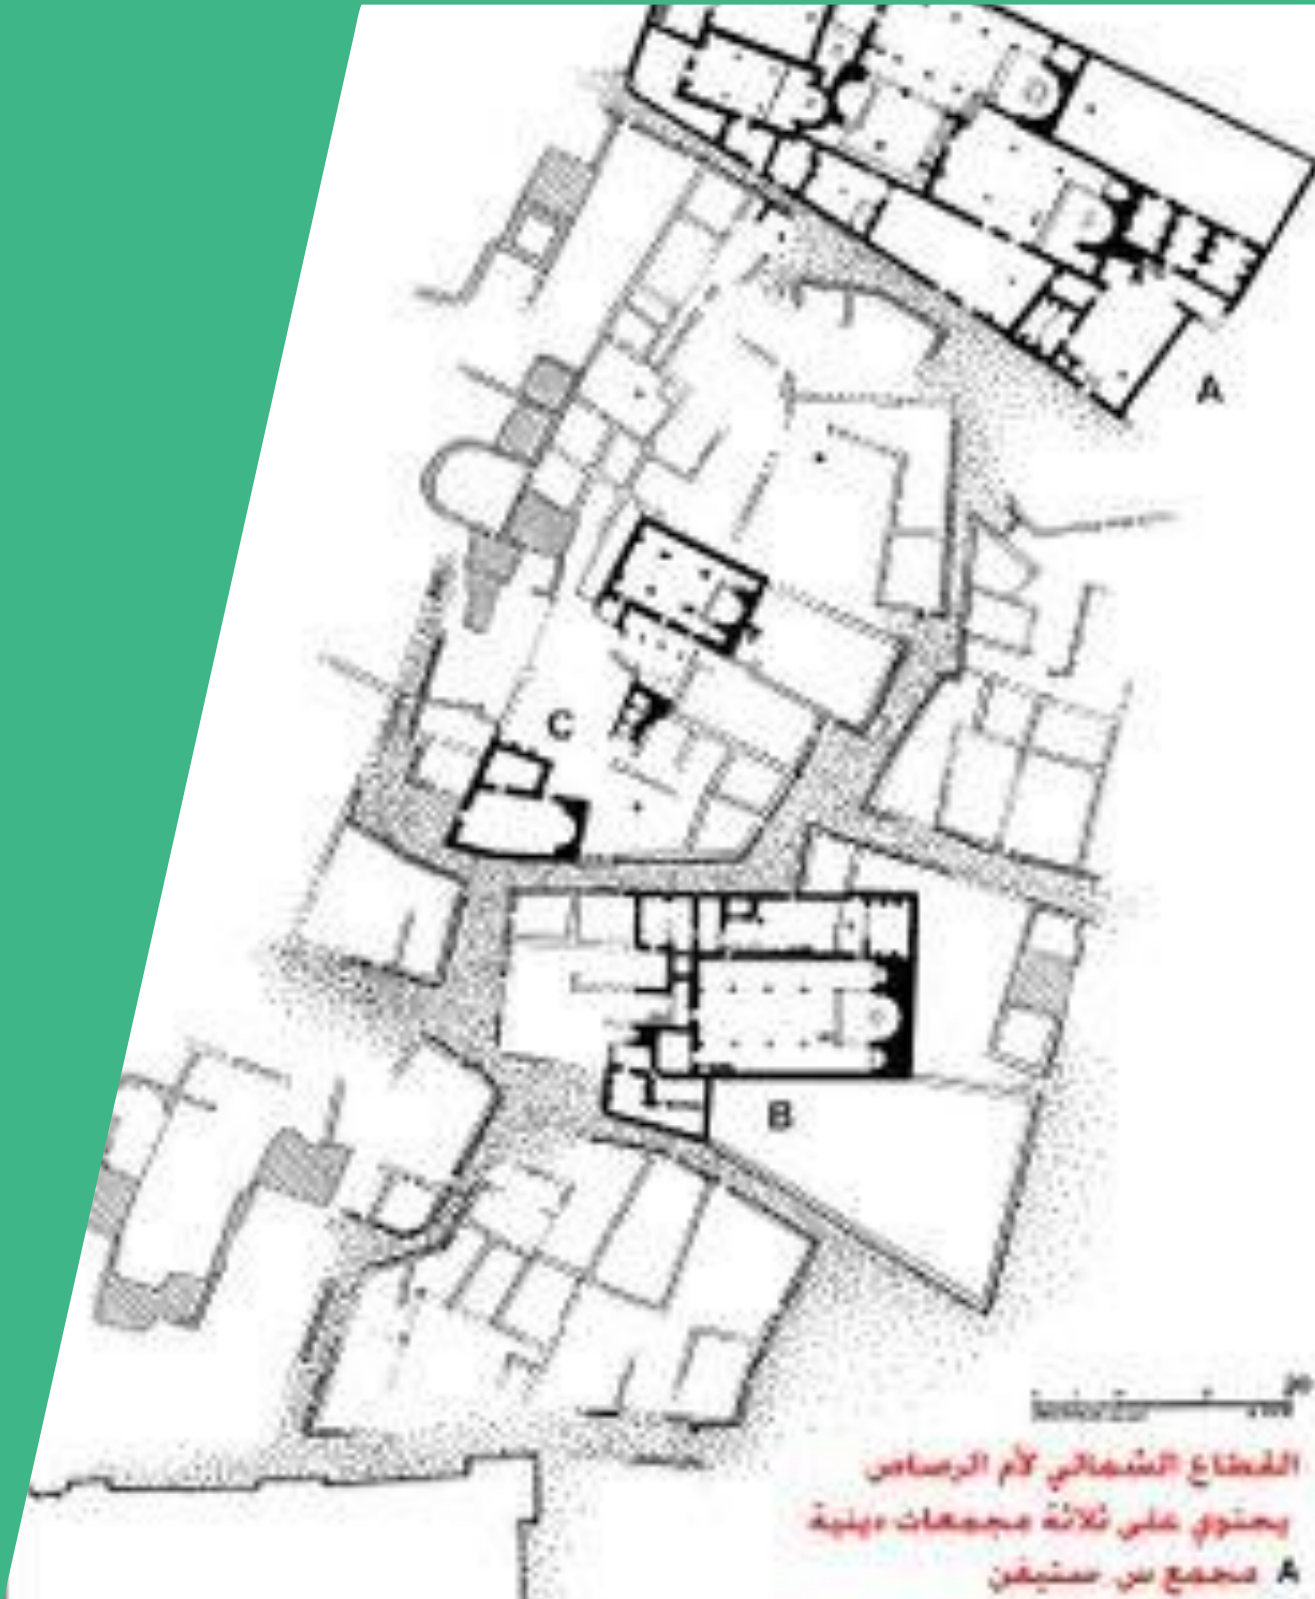 A
C
B
القطاع الشمالي لأم الرصاص
يحتوي على ثلاثة مجمعات دينية
A مجمع س ستيفن